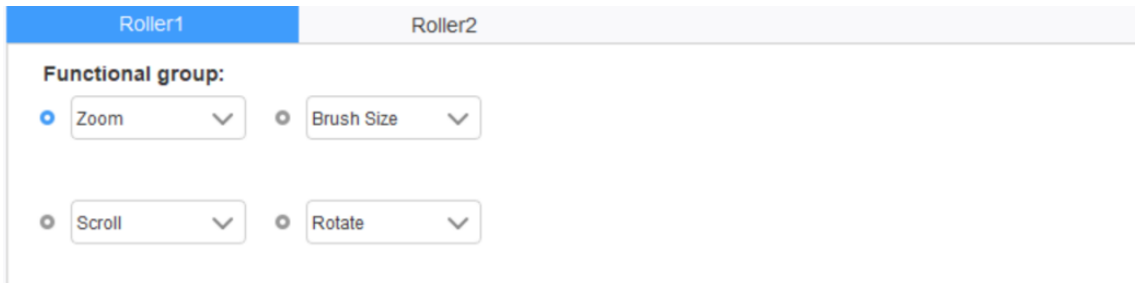 Roller1 Roller2
Functional group:
Zoom Brush Size
Scroll Rotate